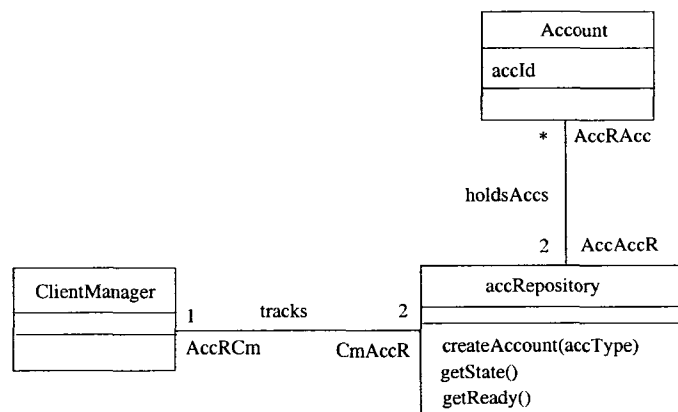 Account
accId
* AccRAcc
holdsAccs
2 AccAccR
ClientManager
accRepository
1 tracks 2
AccRCm CmAccR
createAccount(accType)
getState()
getReady()